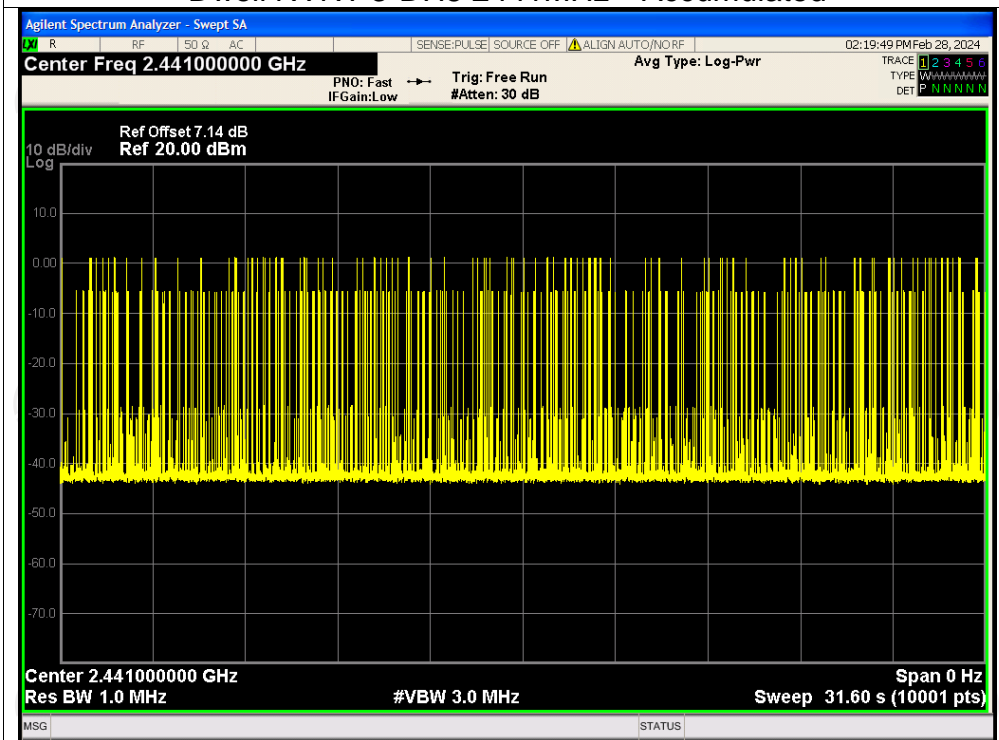 Agilent Spectrum Analyzer - Swept SA
LXI R RF 50 Ω AC SENSE:PULSE SOURCE OFF ALIGN AUTO/NO RF 02:19:49 PM Feb 28, 2024
Center Freq 2.441000000 GHz Avg Type: Log-Pwr TRACE 1 2 3 4 5 6
PNO: Fast Trig: Free Run TYPE W
IFGain:Low #Atten: 30 dB DET P N N N N N
Ref Offset 7.14 dB
10 dB/div Ref 20.00 dBm
Log
10.0
0.00
-10.0
-20.0
-30.0
-40.0
-50.0
-60.0
-70.0
Center 2.441000000 GHz Span 0 Hz
Res BW 1.0 MHz #VBW 3.0 MHz Sweep 31.60 s (10001 pts)
MSG STATUS